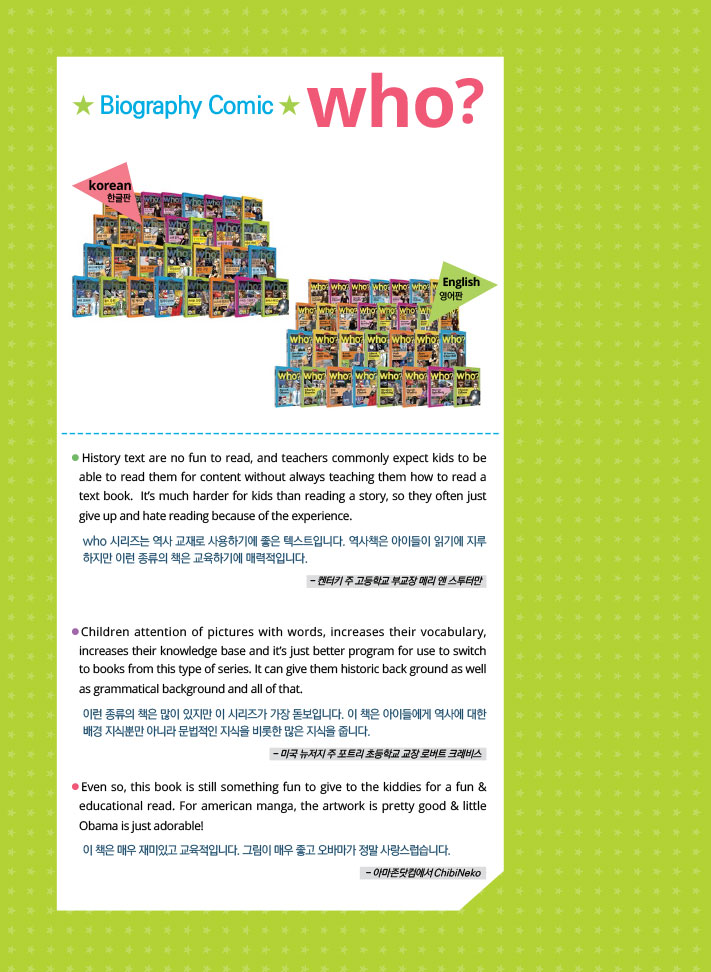 ★ Biography Comic ★ who?
korean
한글판
English
영어판
● History text are no fun to read, and teachers commonly expect kids to be
able to read them for content without always teaching them how to read a
text book. It's much harder for kids than reading a story, so they often just
give up and hate reading because of the experience.
who 시리즈는 역사 교재로 사용하기에 좋은 텍스트입니다. 역사책은 아이들이 읽기에 지루
하지만 이런 종류의 책은 교육하기에 매력적입니다.
– 켄터키 주 고등학교 부교장 메리 앤 스투터만
● Children attention of pictures with words, increases their vocabulary,
increases their knowledge base and it's just better program for use to switch
to books from this type of series. It can give them historic back ground as well
as grammatical background and all of that.
이런 종류의 책은 많이 있지만 이 시리즈가 가장 돋보입니다. 이 책은 아이들에게 역사에 대한
배경 지식뿐만 아니라 문법적인 지식을 비롯한 많은 지식을 줍니다.
– 미국 뉴저지 주 포트리 초등학교 교장 로버트 크래비스
● Even so, this book is still something fun to give to the kiddies for a fun &
educational read. For american manga, the artwork is pretty good & little
Obama is just adorable!
이 책은 매우 재미있고 교육적입니다. 그림이 매우 좋고 오바마가 정말 사랑스럽습니다.
– 아마존닷컴에서 ChibiNeko